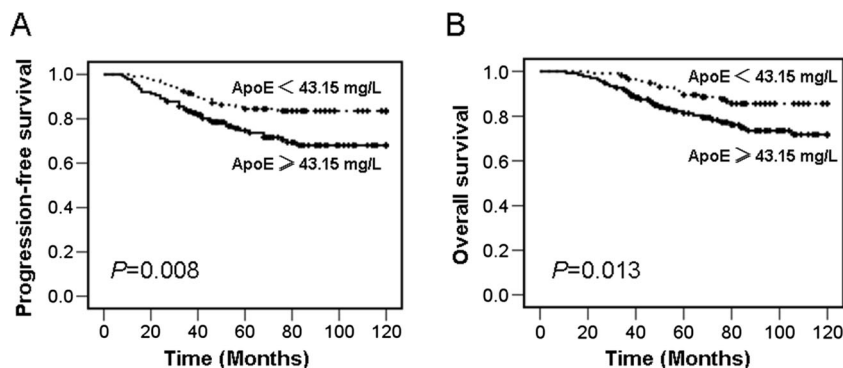 A
Progression-free survival
1.0
0.8
0.6
0.4
0.2
0.0
ApoE < 43.15 mg/L
ApoE ⩾ 43.15 mg/L
P=0.008
0 20 40 60 80 100 120
Time (Months)
B
Overall survival
1.0
0.8
0.6
0.4
0.2
0.0
ApoE < 43.15 mg/L
ApoE ⩾ 43.15 mg/L
P=0.013
0 20 40 60 80 100 120
Time (Months)